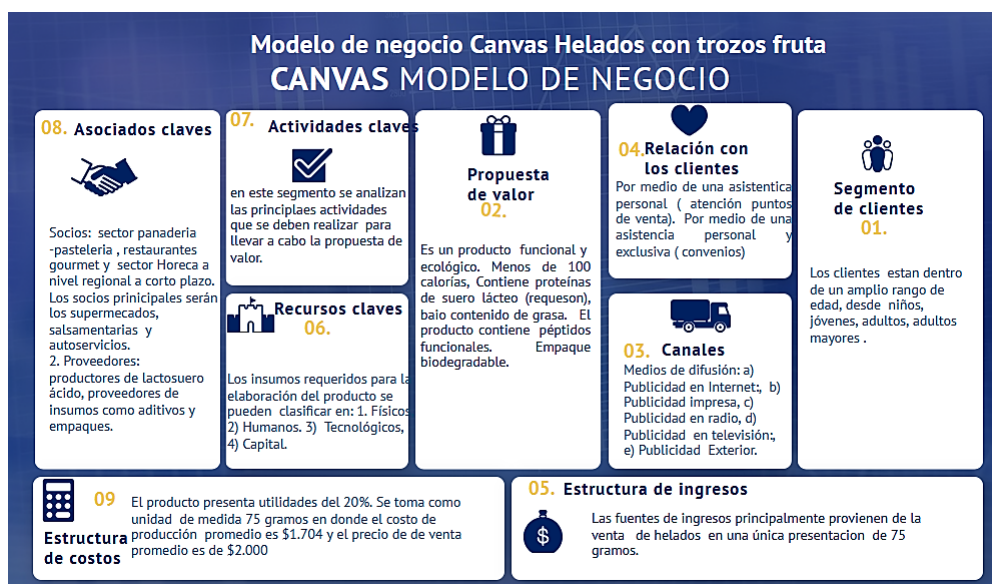 Modelo de negocio Canvas Helados con trozos fruta
CANVAS MODELO DE NEGOCIO
08. Asociados claves
Socios: sector panaderia
-pasteleria , restaurantes
gourmet y sector Horeca a
nivel regional a corto plazo.
Los socios prinicipales serán
los supermecados,
salsamentarias y
autoservicios.
2. Proveedores:
productores de lactosuero
ácido, proveedores de
insumos como aditivos y
empaques.
07. Actividades claves
en este segmento se analizan
las principlaes actividades
que se deben realizar para
llevar a cabo la propuesta de
valor.
Recursos claves
06.
Los insumos requeridos para la
elaboración del producto se
pueden clasificar en: 1. Físicos
2) Humanos. 3) Tecnológicos,
4) Capital.
Propuesta
de valor
02.
Es un producto funcional y
ecológico. Menos de 100
calorías, Contiene proteínas
de suero lácteo (requeson),
bajo contenido de grasa. El
producto contiene péptidos
funcionales. Empaque
biodegradable.
04. Relación con
los clientes
Por medio de una asistentica
personal ( atención puntos
de venta). Por medio de una
asistencia personal y
exclusiva ( convenios)
03. Canales
Medios de difusión: a)
Publicidad en Internet:, b)
Publicidad impresa, c)
Publicidad en radio, d)
Publicidad en televisión:,
e) Publicidad Exterior.
Segmento
de clientes
01.
Los clientes estan dentro
de un amplio rango de
edad, desde niños,
jóvenes, adultos, adultos
mayores .
09
Estructura
de costos
El producto presenta utilidades del 20%. Se toma como
unidad de medida 75 gramos en donde el costo de
producción promedio es $1.704 y el precio de de venta
promedio es de $2.000
05. Estructura de ingresos
$
Las fuentes de ingresos principalmente provienen de la
venta de helados en una única presentacion de 75
gramos.